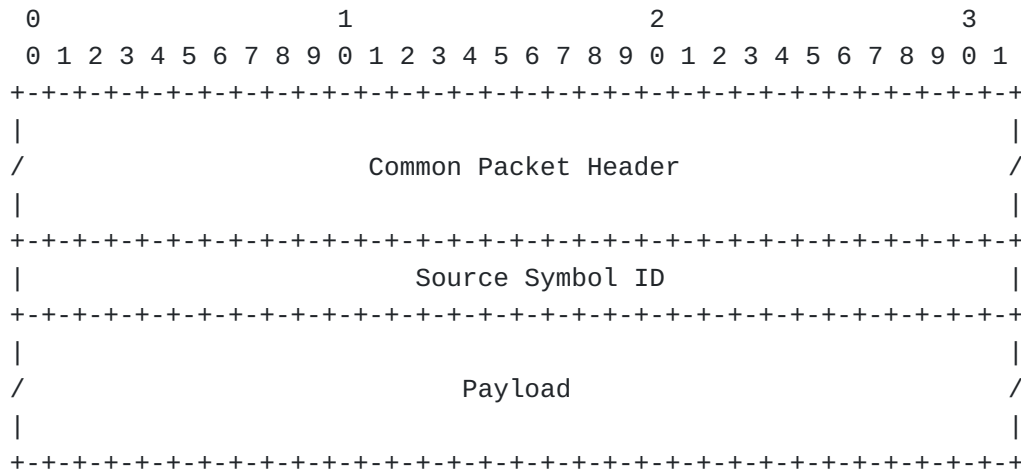 0                   1                   2                   3
 0 1 2 3 4 5 6 7 8 9 0 1 2 3 4 5 6 7 8 9 0 1 2 3 4 5 6 7 8 9 0 1
+-+-+-+-+-+-+-+-+-+-+-+-+-+-+-+-+-+-+-+-+-+-+-+-+-+-+-+-+-+-+-+-+
|                                                               |
/                      Common Packet Header                     /
|                                                               |
+-+-+-+-+-+-+-+-+-+-+-+-+-+-+-+-+-+-+-+-+-+-+-+-+-+-+-+-+-+-+-+-+
|                         Source Symbol ID                      |
+-+-+-+-+-+-+-+-+-+-+-+-+-+-+-+-+-+-+-+-+-+-+-+-+-+-+-+-+-+-+-+-+
|                                                               |
/                            Payload                            /
|                                                               |
+-+-+-+-+-+-+-+-+-+-+-+-+-+-+-+-+-+-+-+-+-+-+-+-+-+-+-+-+-+-+-+-+